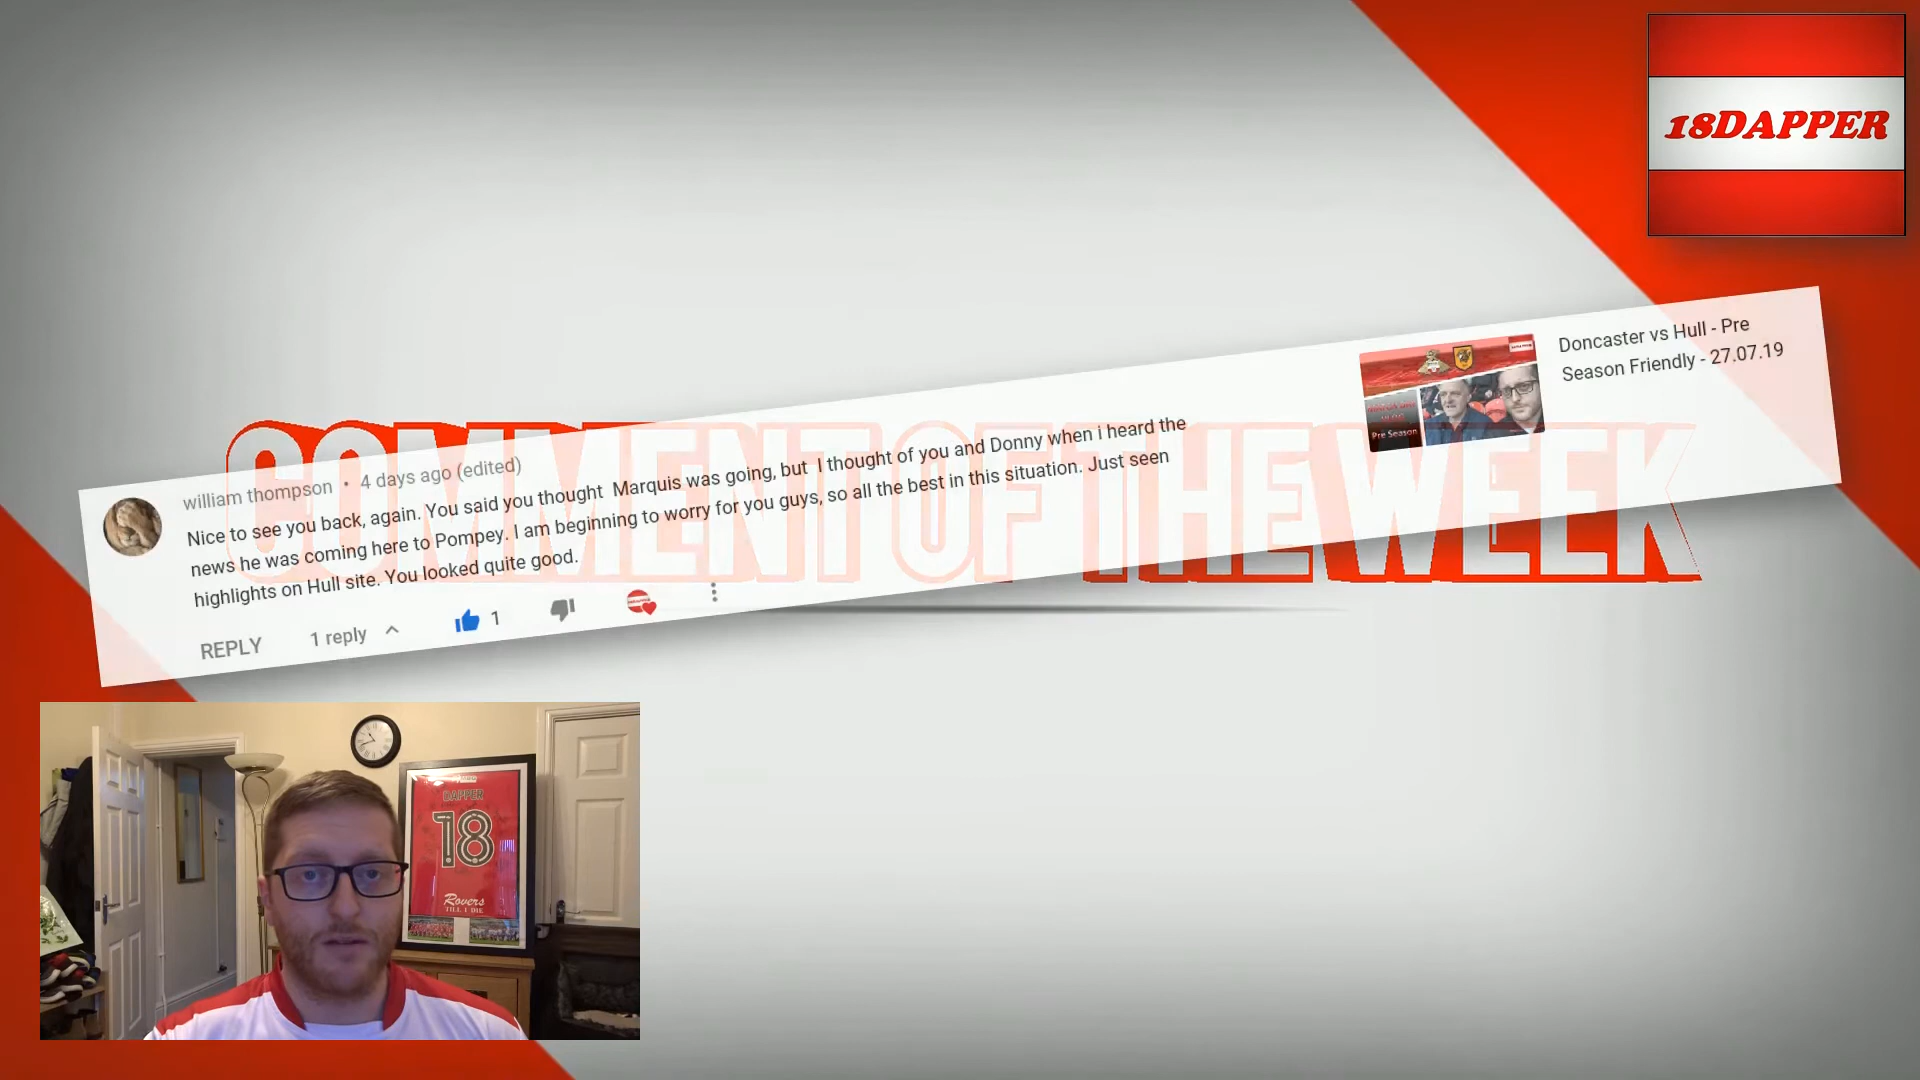 18DAPPER
Doncaster vs Hull - Pre
Season Friendly - 27.07.19
Pre Season
COMMENT OF THE WEEK
william thompson • 4 days ago (edited)
Nice to see you back, again. You said you thought  Marquis was going, but  I thought of you and Donny when i heard the
news he was coming here to Pompey. I am beginning to worry for you guys, so all the best in this situation. Just seen
highlights on Hull site. You looked quite good.
REPLY 1 reply 1
DAPPER
18
Rovers
TILL I DIE